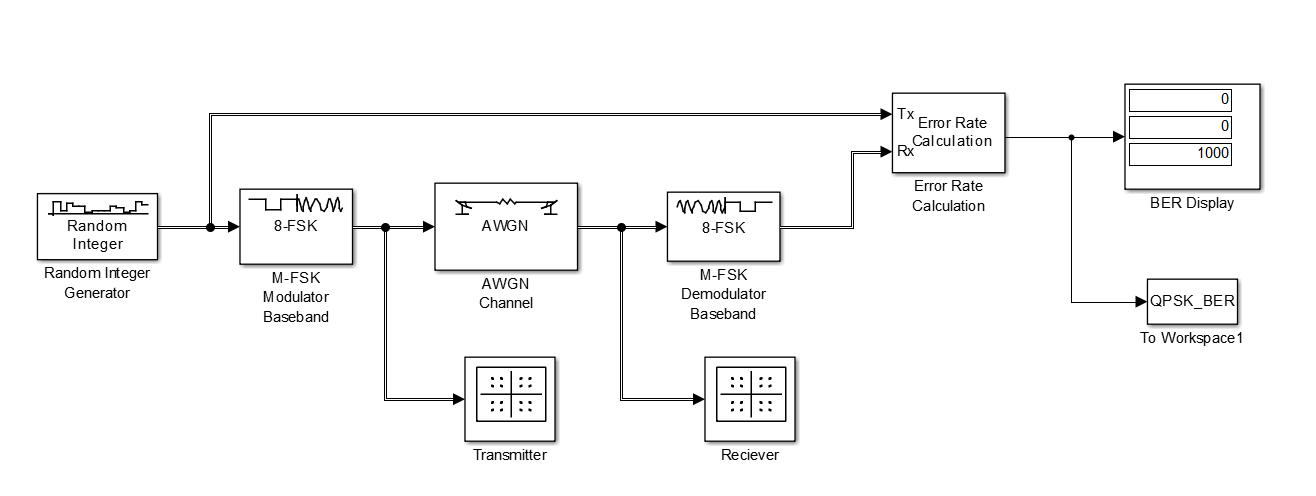 Random
Integer
Random Integer
Generator
8-FSK
M-FSK
Modulator
Baseband
AWGN
AWGN
Channel
8-FSK
M-FSK
Demodulator
Baseband
Tx
Rx
Error Rate
Calculation
Error Rate
Calculation
0
0
1000
BER Display
QPSK_BER
To Workspace1
Transmitter
Reciever